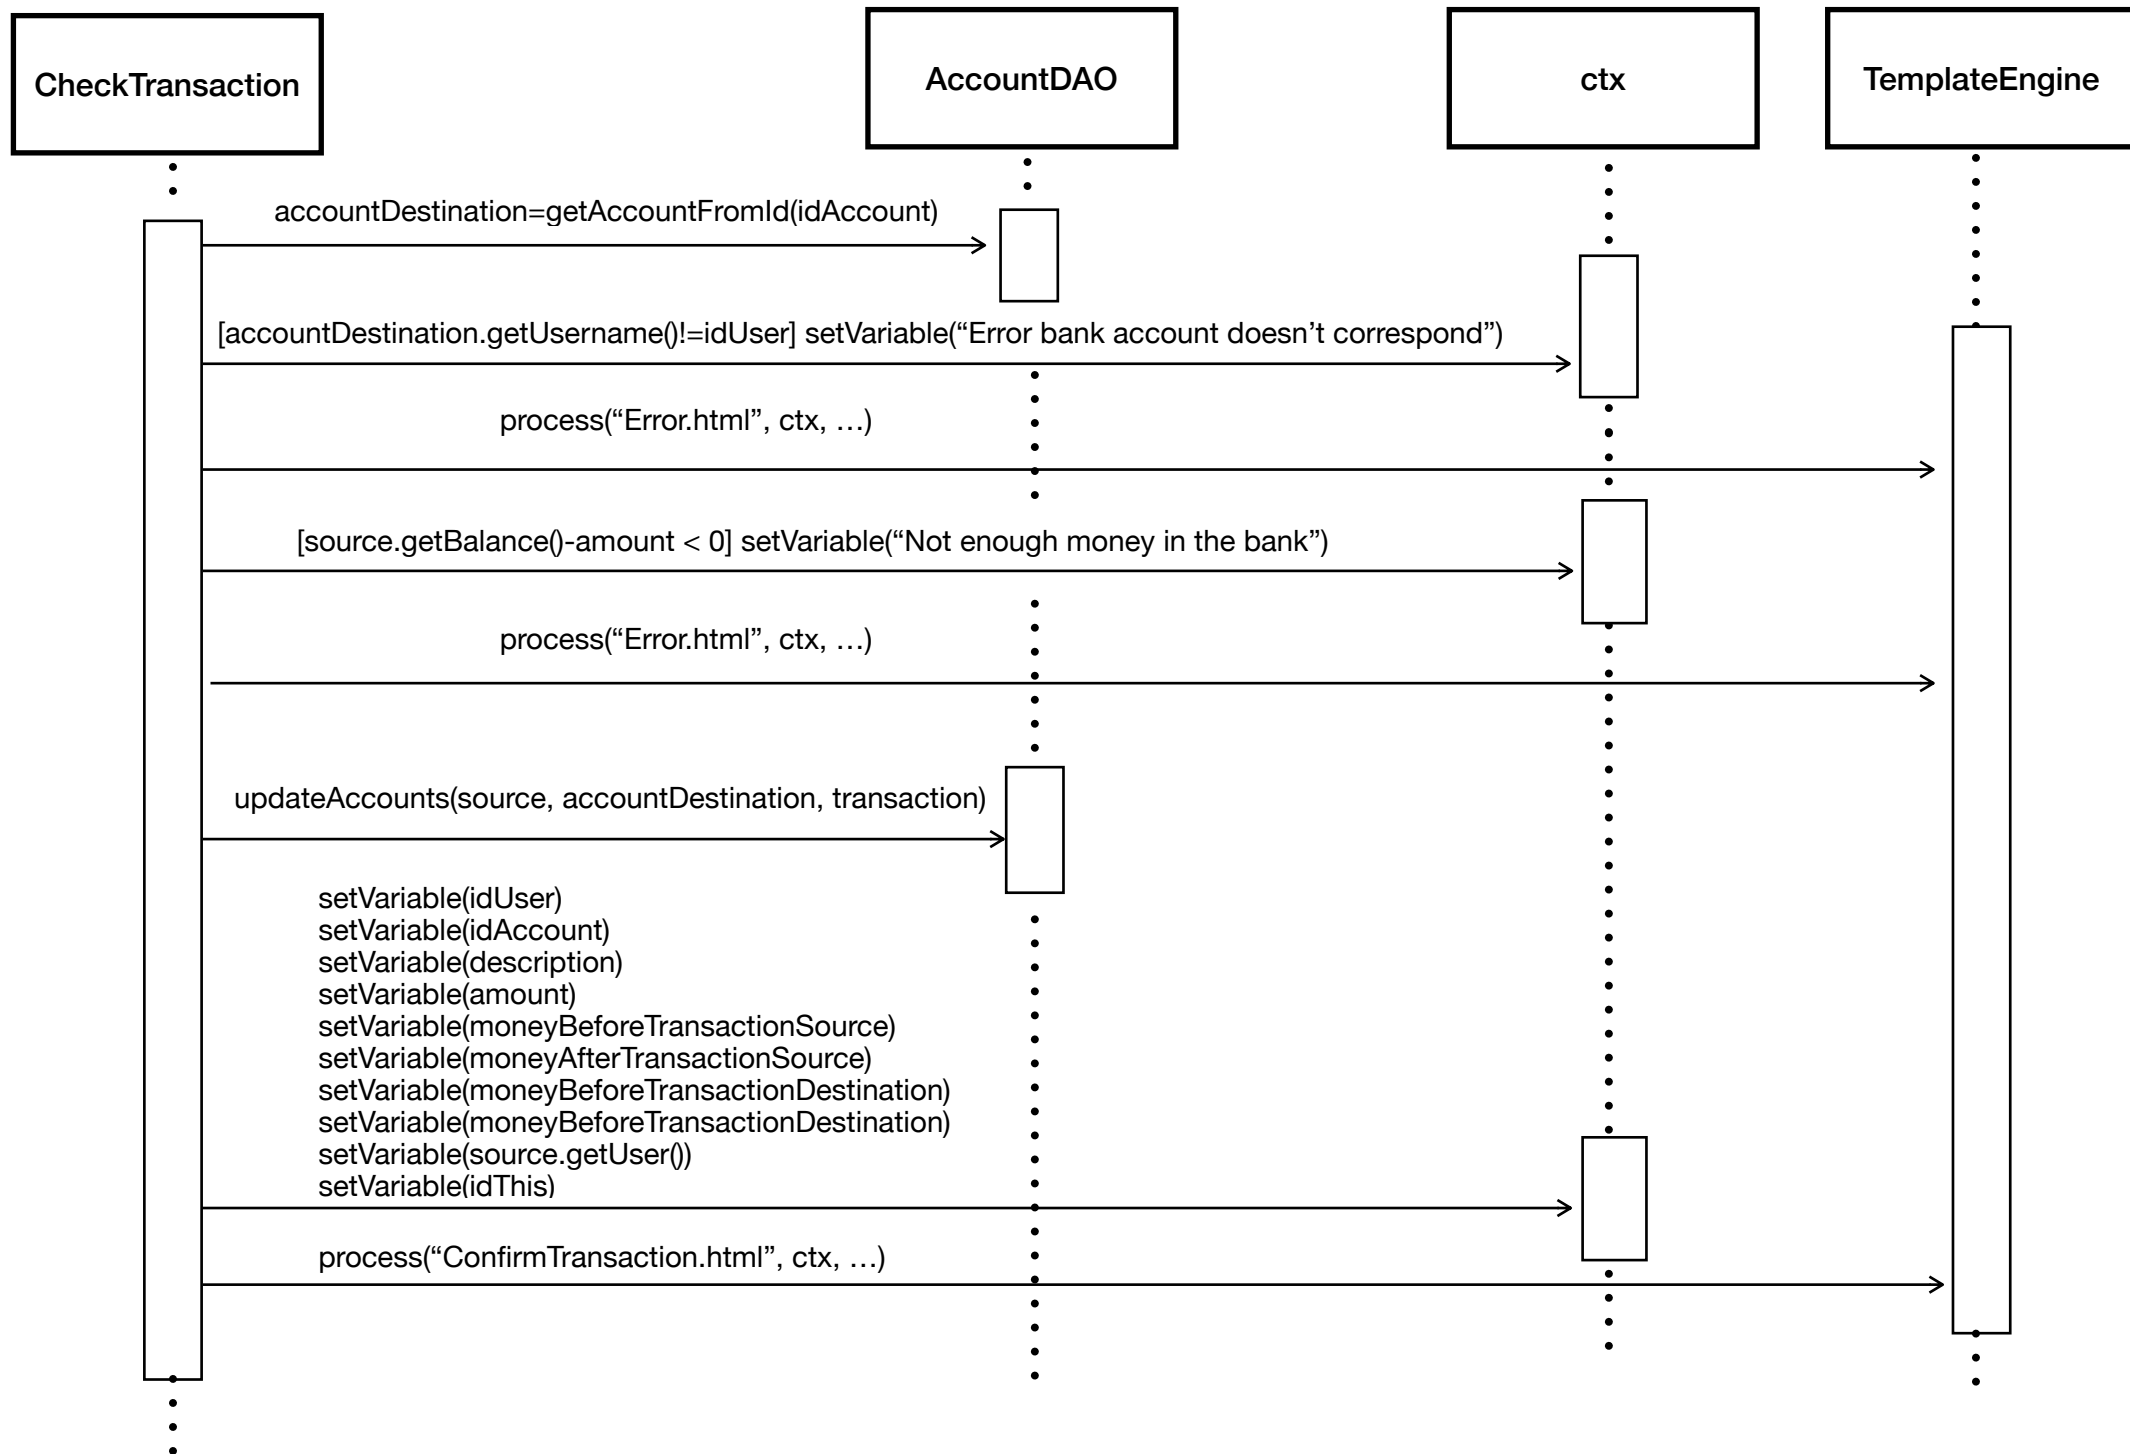 CheckTransaction
AccountDAO
ctx
TemplateEngine
accountDestination=getAccountFromId(idAccount)
[accountDestination.getUsername()!=idUser] setVariable(“Error bank account doesn’t correspond”)
process(“Error.html”, ctx, …)
[source.getBalance()-amount < 0] setVariable(“Not enough money in the bank”)
process(“Error.html”, ctx, …)
updateAccounts(source, accountDestination, transaction)
setVariable(idUser)
setVariable(idAccount)
setVariable(description)
setVariable(amount)
setVariable(moneyBeforeTransactionSource)
setVariable(moneyAfterTransactionSource)
setVariable(moneyBeforeTransactionDestination)
setVariable(moneyBeforeTransactionDestination)
setVariable(source.getUser())
setVariable(idThis)
process(“ConfirmTransaction.html”, ctx, …)